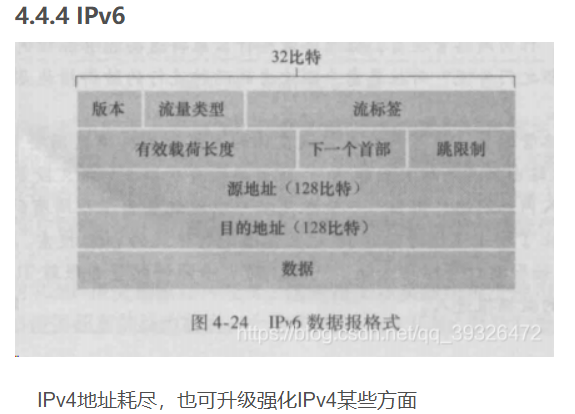 4.4.4 IPv6
32比特
版本 流量类型 流标签
有效载荷长度 下一个首部 跳限制
源地址（128比特）
目的地址（128比特）
数据
图 4-24 IPv6 数据报格式
https://blog.csdn.net/qq_39326472
IPv4地址耗尽，也可升级强化IPv4某些方面